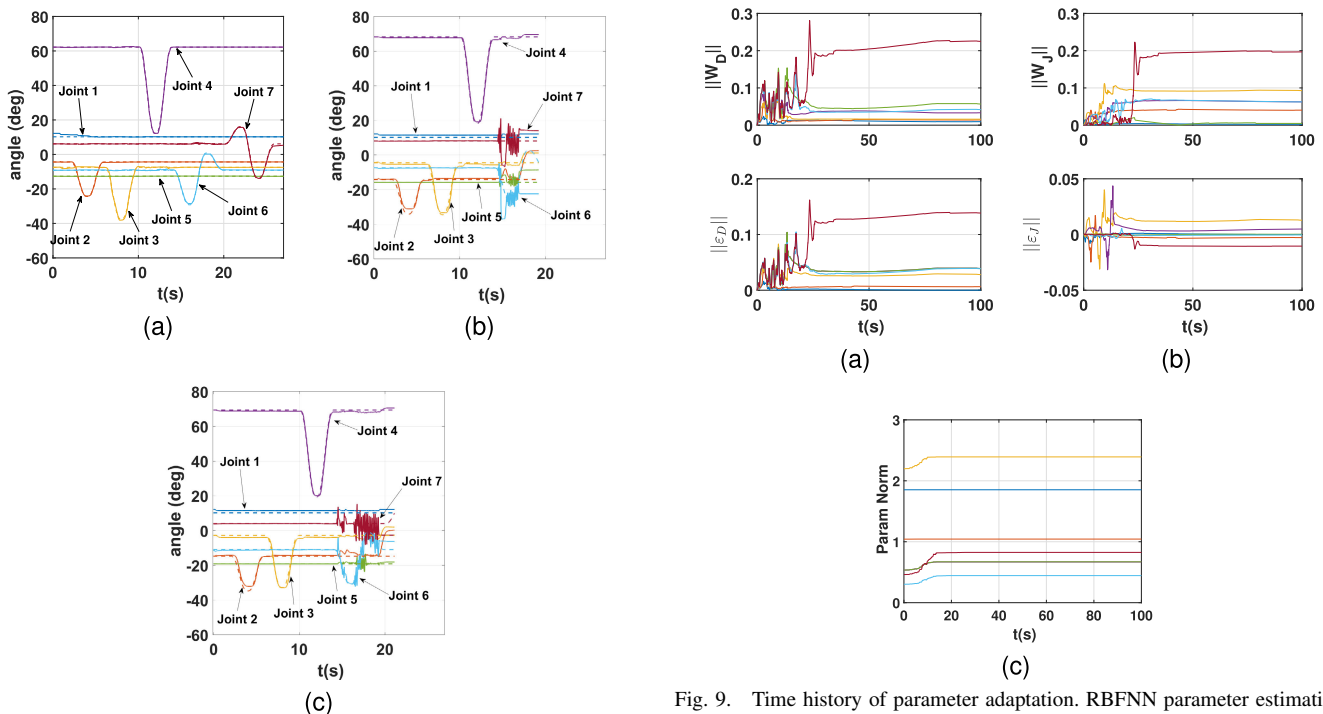 80
60
40
20
0
-20
-40
-60
angle (deg)
Joint 1
Joint 4
Joint 7
Joint 2
Joint 3
Joint 5
Joint 6
0 10 20
t(s)
(a)
80
60
40
20
0
-20
-40
-60
angle (deg)
Joint 4
Joint 1
Joint 7
Joint 5
Joint 6
Joint 2
Joint 3
0 10 20
t(s)
(b)
80
60
40
20
0
-20
-40
-60
angle (deg)
Joint 4
Joint 1
Joint 7
Joint 5
Joint 6
Joint 3
Joint 2
0 10 20
t(s)
(c)
0.3
0.2
0.1
0
||W_D||
0 50 100
0.3
0.2
0.1
0
||W_J||
0 50 100
0.2
0.1
0
||ε_D||
0 50 100
t(s)
(a)
0.05
0
-0.05
||ε_J||
0 50 100
t(s)
(b)
3
2
1
0
Param Norm
0 20 40 60 80 100
t(s)
(c)
Fig. 9. Time history of parameter adaptation. RBFNN parameter estimati